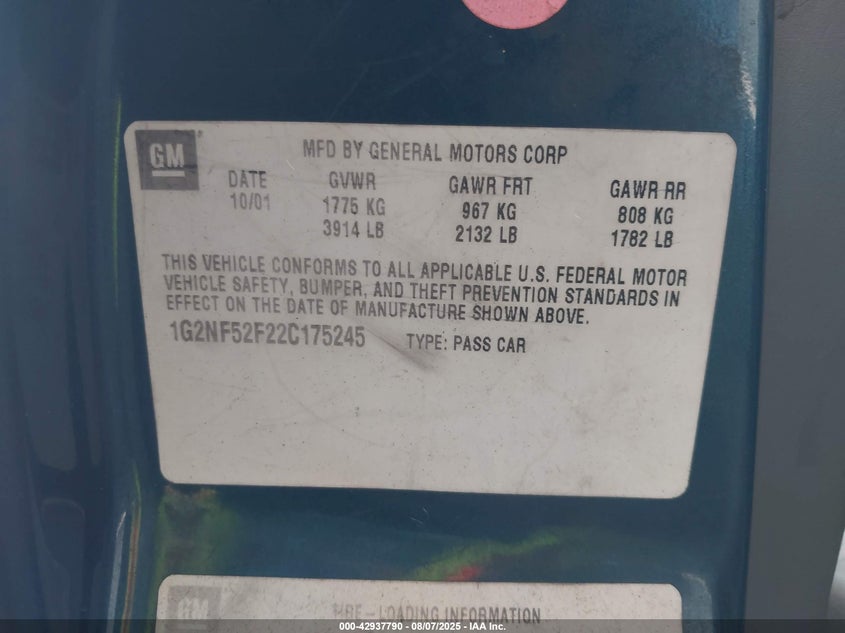 GM
MFD BY GENERAL MOTORS CORP
DATE GVWR GAWR FRT GAWR RR
10/01 1775 KG 967 KG 808 KG
3914 LB 2132 LB 1782 LB
THIS VEHICLE CONFORMS TO ALL APPLICABLE U.S. FEDERAL MOTOR
VEHICLE SAFETY, BUMPER, AND THEFT PREVENTION STANDARDS IN
EFFECT ON THE DATE OF MANUFACTURE SHOWN ABOVE.
1G2NF52F22C175245 TYPE: PASS CAR
GM
TIRE-LOADING INFORMATION
000-42937790 - 08/07/2025 - IAA Inc.